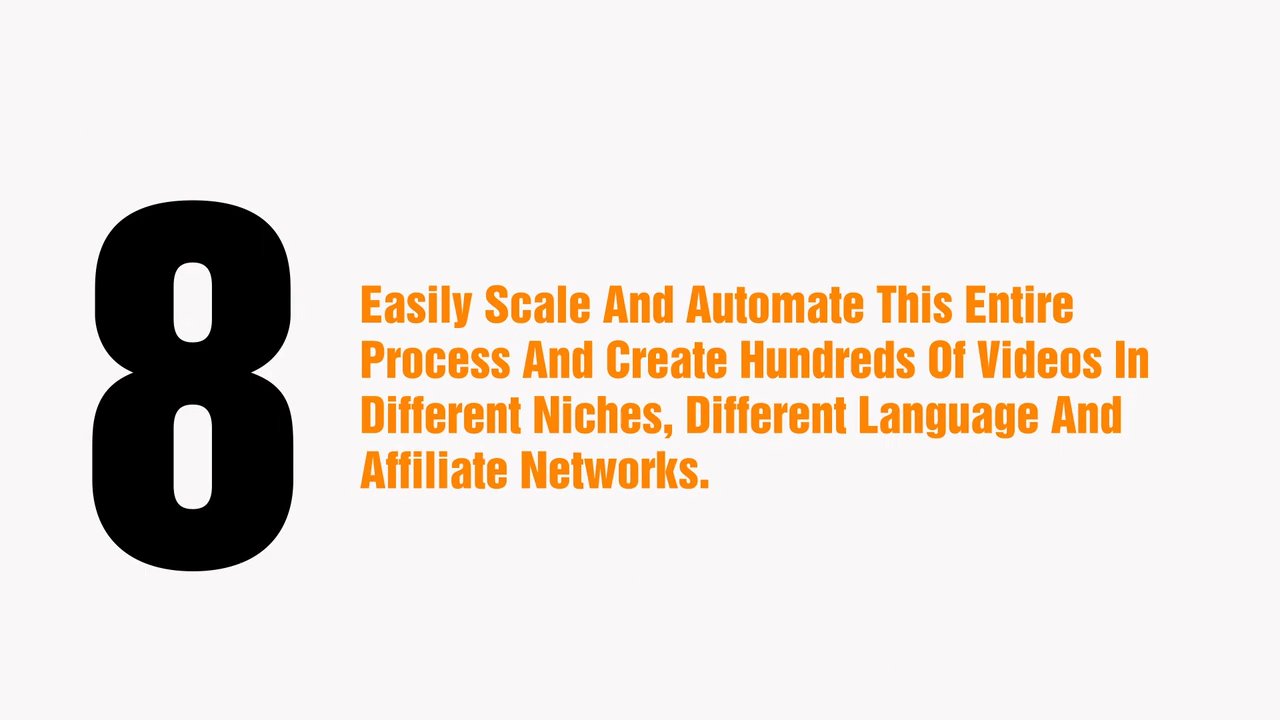 8
Easily Scale And Automate This Entire
Process And Create Hundreds Of Videos In
Different Niches, Different Language And
Affiliate Networks.